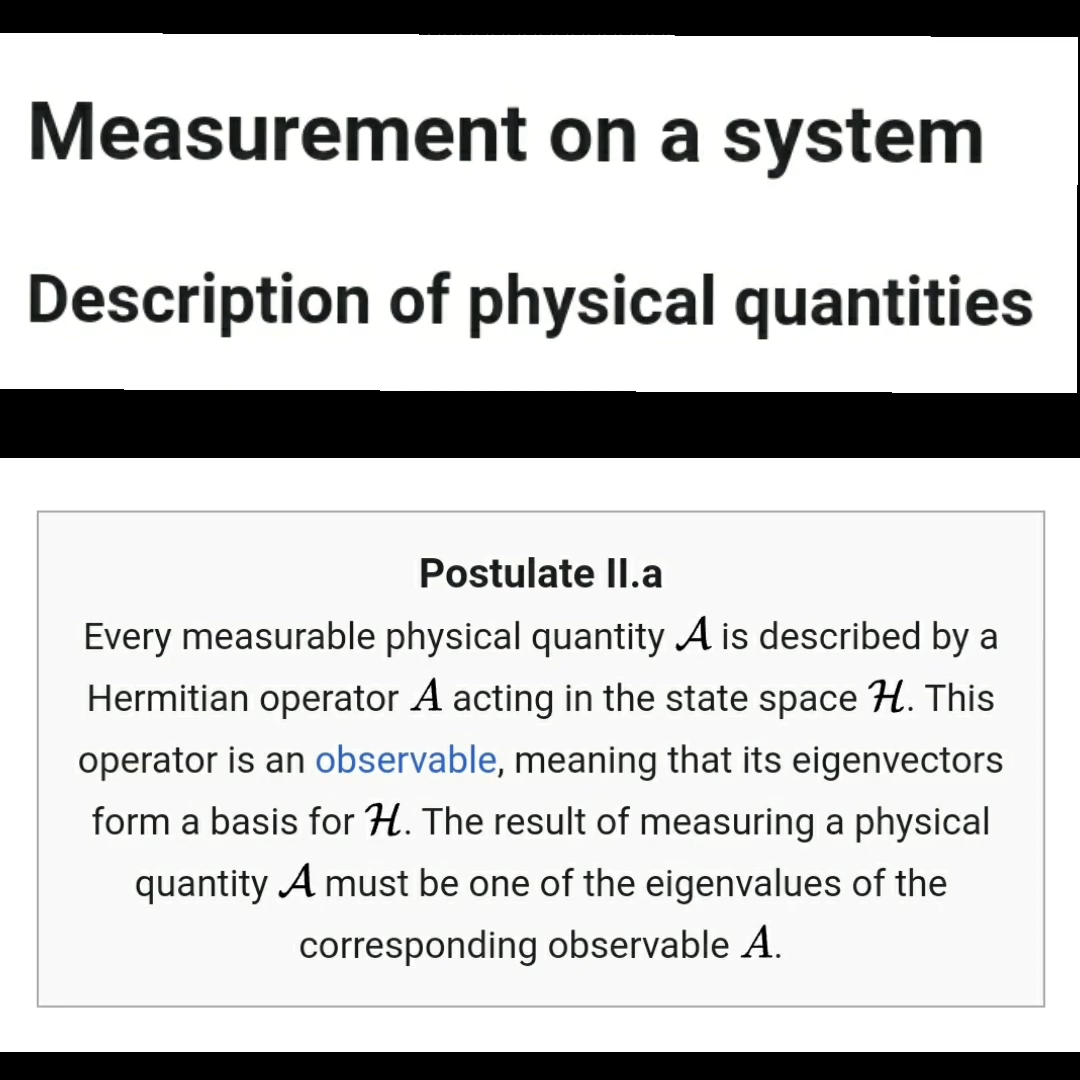 Measurement on a system
Description of physical quantities
Postulate II.a
Every measurable physical quantity 𝒜 is described by a
Hermitian operator A acting in the state space ℋ. This
operator is an observable, meaning that its eigenvectors
form a basis for ℋ. The result of measuring a physical
quantity 𝒜 must be one of the eigenvalues of the
corresponding observable A.